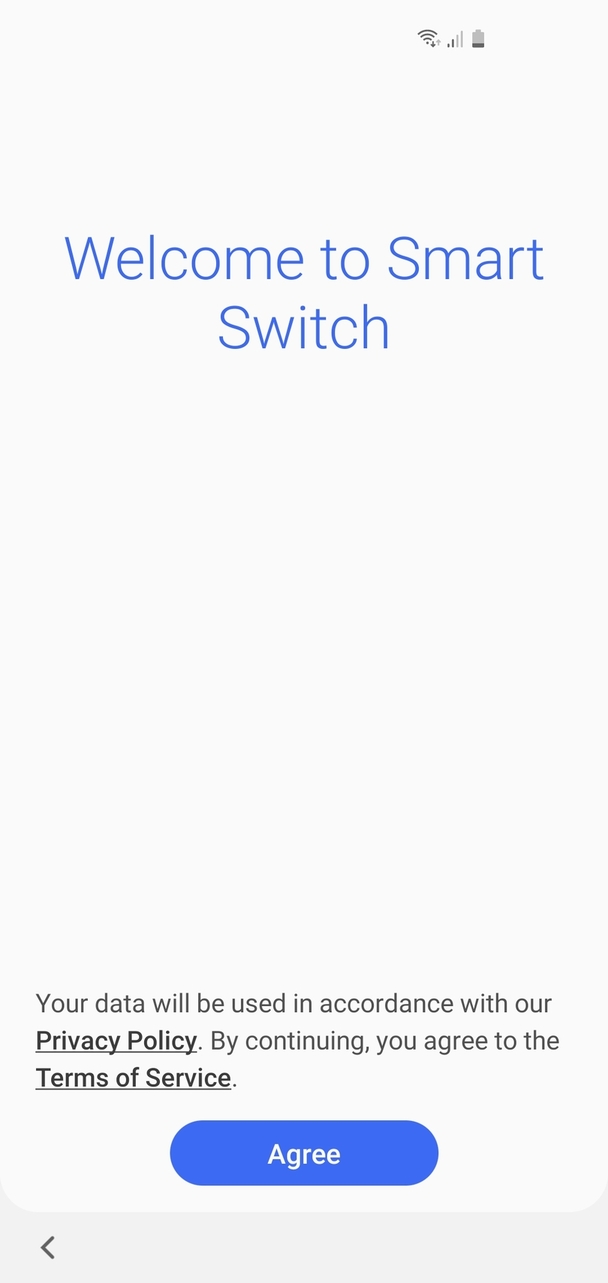 Welcome to Smart
Switch
Your data will be used in accordance with our
Privacy Policy. By continuing, you agree to the
Terms of Service.
Agree